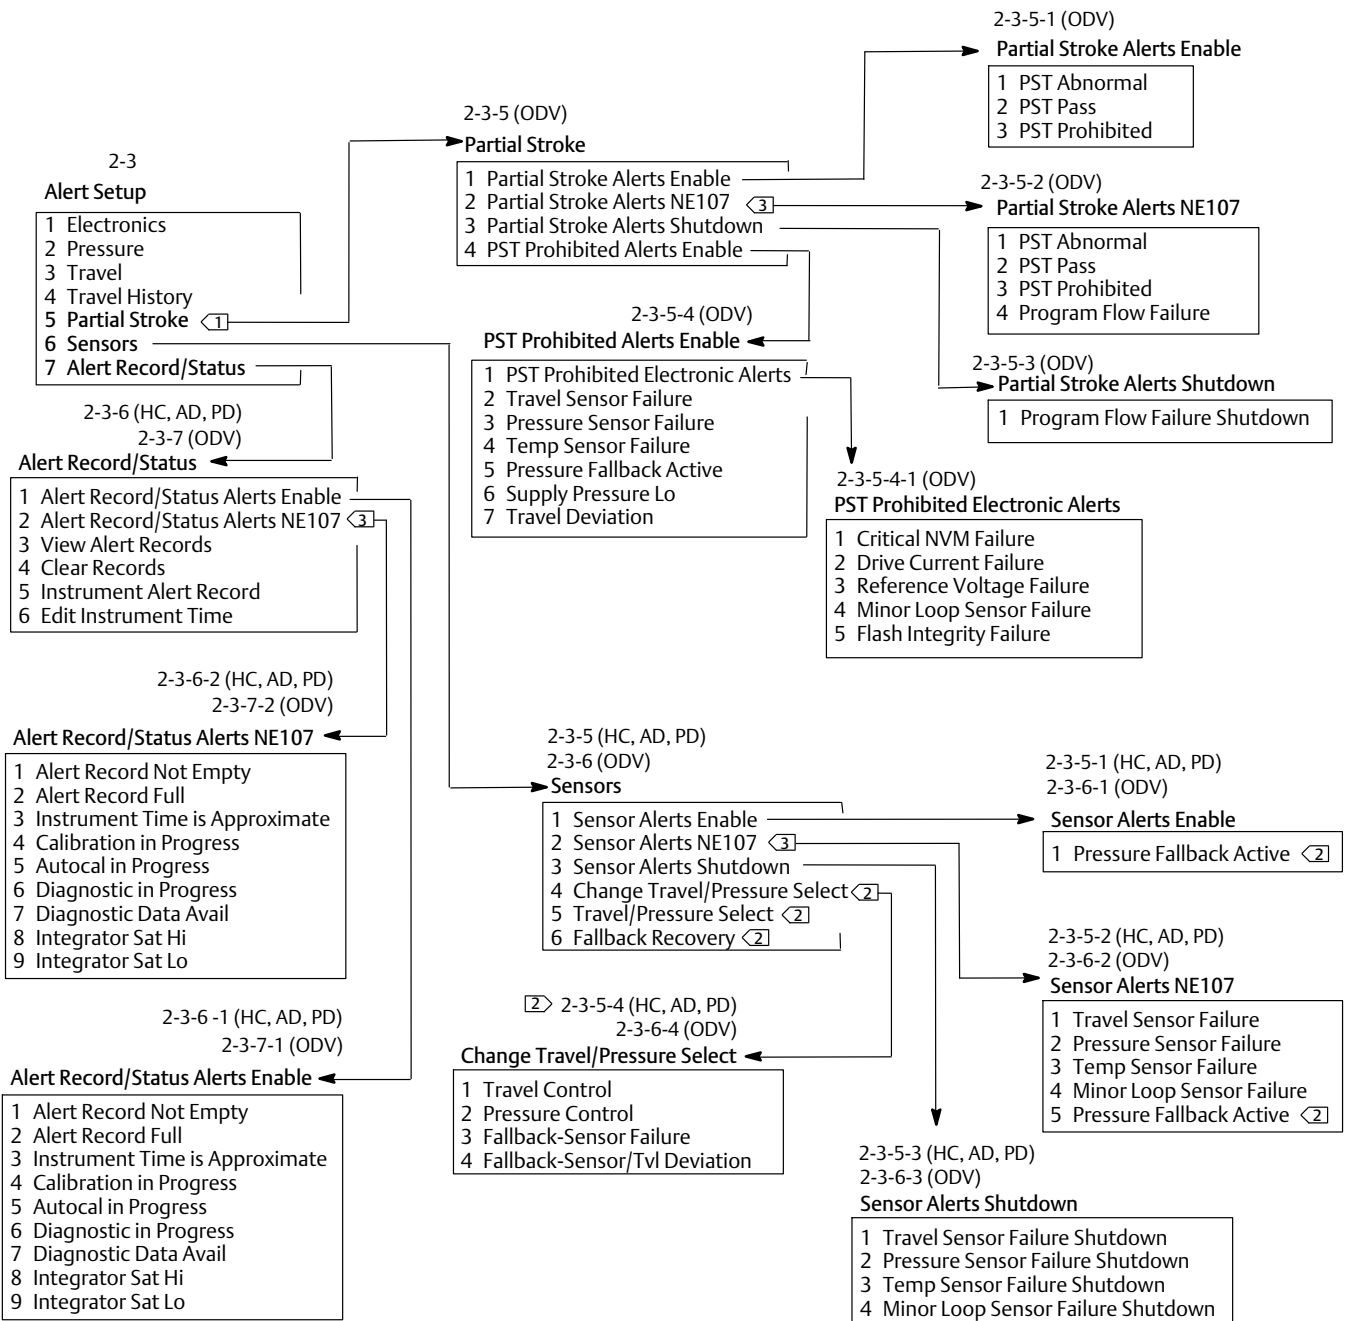 2-3
Alert Setup
1 Electronics
2 Pressure
3 Travel
4 Travel History
5 Partial Stroke 1
6 Sensors
7 Alert Record/Status
2-3-6 (HC, AD, PD)
2-3-7 (ODV)
Alert Record/Status
1 Alert Record/Status Alerts Enable
2 Alert Record/Status Alerts NE107 3
3 View Alert Records
4 Clear Records
5 Instrument Alert Record
6 Edit Instrument Time
2-3-6-2 (HC, AD, PD)
2-3-7-2 (ODV)
Alert Record/Status Alerts NE107
1 Alert Record Not Empty
2 Alert Record Full
3 Instrument Time is Approximate
4 Calibration in Progress
5 Autocal in Progress
6 Diagnostic in Progress
7 Diagnostic Data Avail
8 Integrator Sat Hi
9 Integrator Sat Lo
2-3-6 -1 (HC, AD, PD)
2-3-7-1 (ODV)
Alert Record/Status Alerts Enable
1 Alert Record Not Empty
2 Alert Record Full
3 Instrument Time is Approximate
4 Calibration in Progress
5 Autocal in Progress
6 Diagnostic in Progress
7 Diagnostic Data Avail
8 Integrator Sat Hi
9 Integrator Sat Lo
2-3-5 (ODV)
Partial Stroke
1 Partial Stroke Alerts Enable
2 Partial Stroke Alerts NE107 3
3 Partial Stroke Alerts Shutdown
4 PST Prohibited Alerts Enable
2-3-5-4 (ODV)
PST Prohibited Alerts Enable
1 PST Prohibited Electronic Alerts
2 Travel Sensor Failure
3 Pressure Sensor Failure
4 Temp Sensor Failure
5 Pressure Fallback Active
6 Supply Pressure Lo
7 Travel Deviation
2-3-5-1 (ODV)
Partial Stroke Alerts Enable
1 PST Abnormal
2 PST Pass
3 PST Prohibited
2-3-5-2 (ODV)
Partial Stroke Alerts NE107
1 PST Abnormal
2 PST Pass
3 PST Prohibited
4 Program Flow Failure
2-3-5-3 (ODV)
Partial Stroke Alerts Shutdown
1 Program Flow Failure Shutdown
2-3-5-4-1 (ODV)
PST Prohibited Electronic Alerts
1 Critical NVM Failure
2 Drive Current Failure
3 Reference Voltage Failure
4 Minor Loop Sensor Failure
5 Flash Integrity Failure
2-3-5 (HC, AD, PD)
2-3-6 (ODV)
Sensors
1 Sensor Alerts Enable
2 Sensor Alerts NE107 3
3 Sensor Alerts Shutdown
4 Change Travel/Pressure Select 2
5 Travel/Pressure Select 2
6 Fallback Recovery 2
2 2-3-5-4 (HC, AD, PD)
2-3-6-4 (ODV)
Change Travel/Pressure Select
1 Travel Control
2 Pressure Control
3 Fallback-Sensor Failure
4 Fallback-Sensor/Tvl Deviation
2-3-5-1 (HC, AD, PD)
2-3-6-1 (ODV)
Sensor Alerts Enable
1 Pressure Fallback Active 2
2-3-5-2 (HC, AD, PD)
2-3-6-2 (ODV)
Sensor Alerts NE107
1 Travel Sensor Failure
2 Pressure Sensor Failure
3 Temp Sensor Failure
4 Minor Loop Sensor Failure
5 Pressure Fallback Active 2
2-3-5-3 (HC, AD, PD)
2-3-6-3 (ODV)
Sensor Alerts Shutdown
1 Travel Sensor Failure Shutdown
2 Pressure Sensor Failure Shutdown
3 Temp Sensor Failure Shutdown
4 Minor Loop Sensor Failure Shutdown